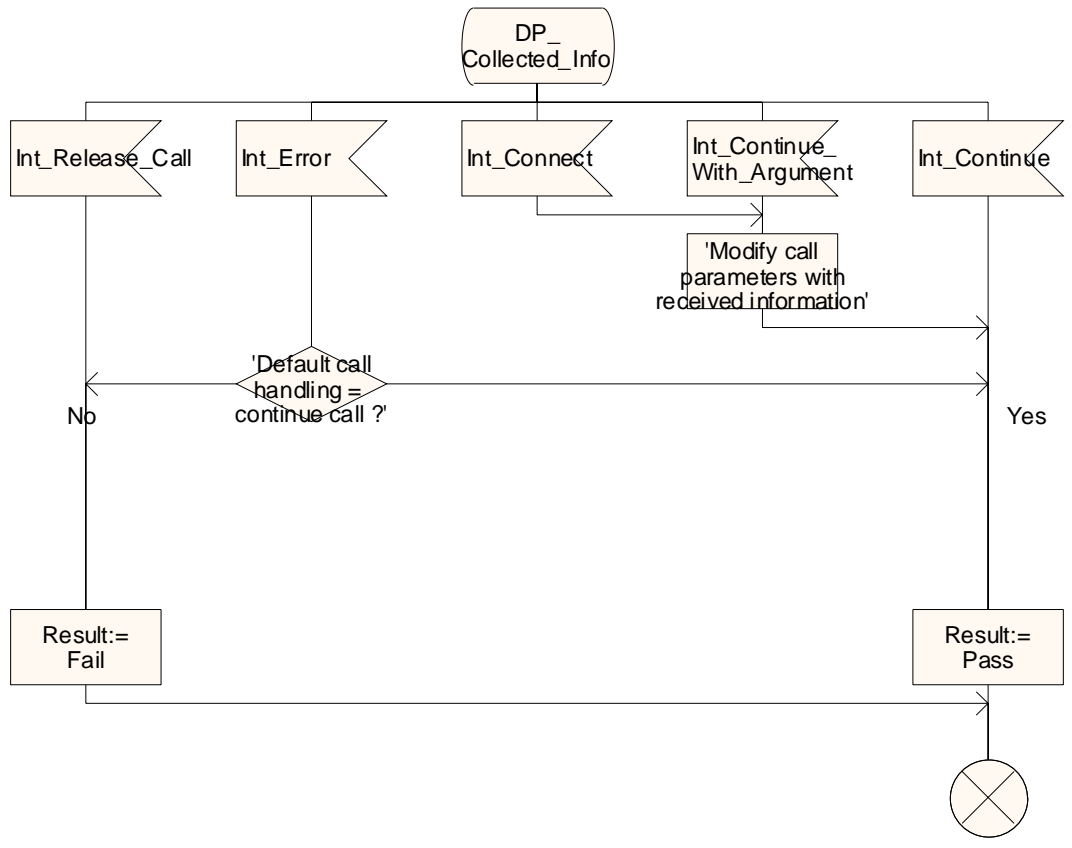 DP_
Collected_Info
Int_Release_Call
Int_Error
Int_Connect
Int_Continue_
With_Argument
Int_Continue
'Modify call
parameters with
received information'
'Default call
handling =
continue call ?'
No
Yes
Result:=
Fail
Result:=
Pass